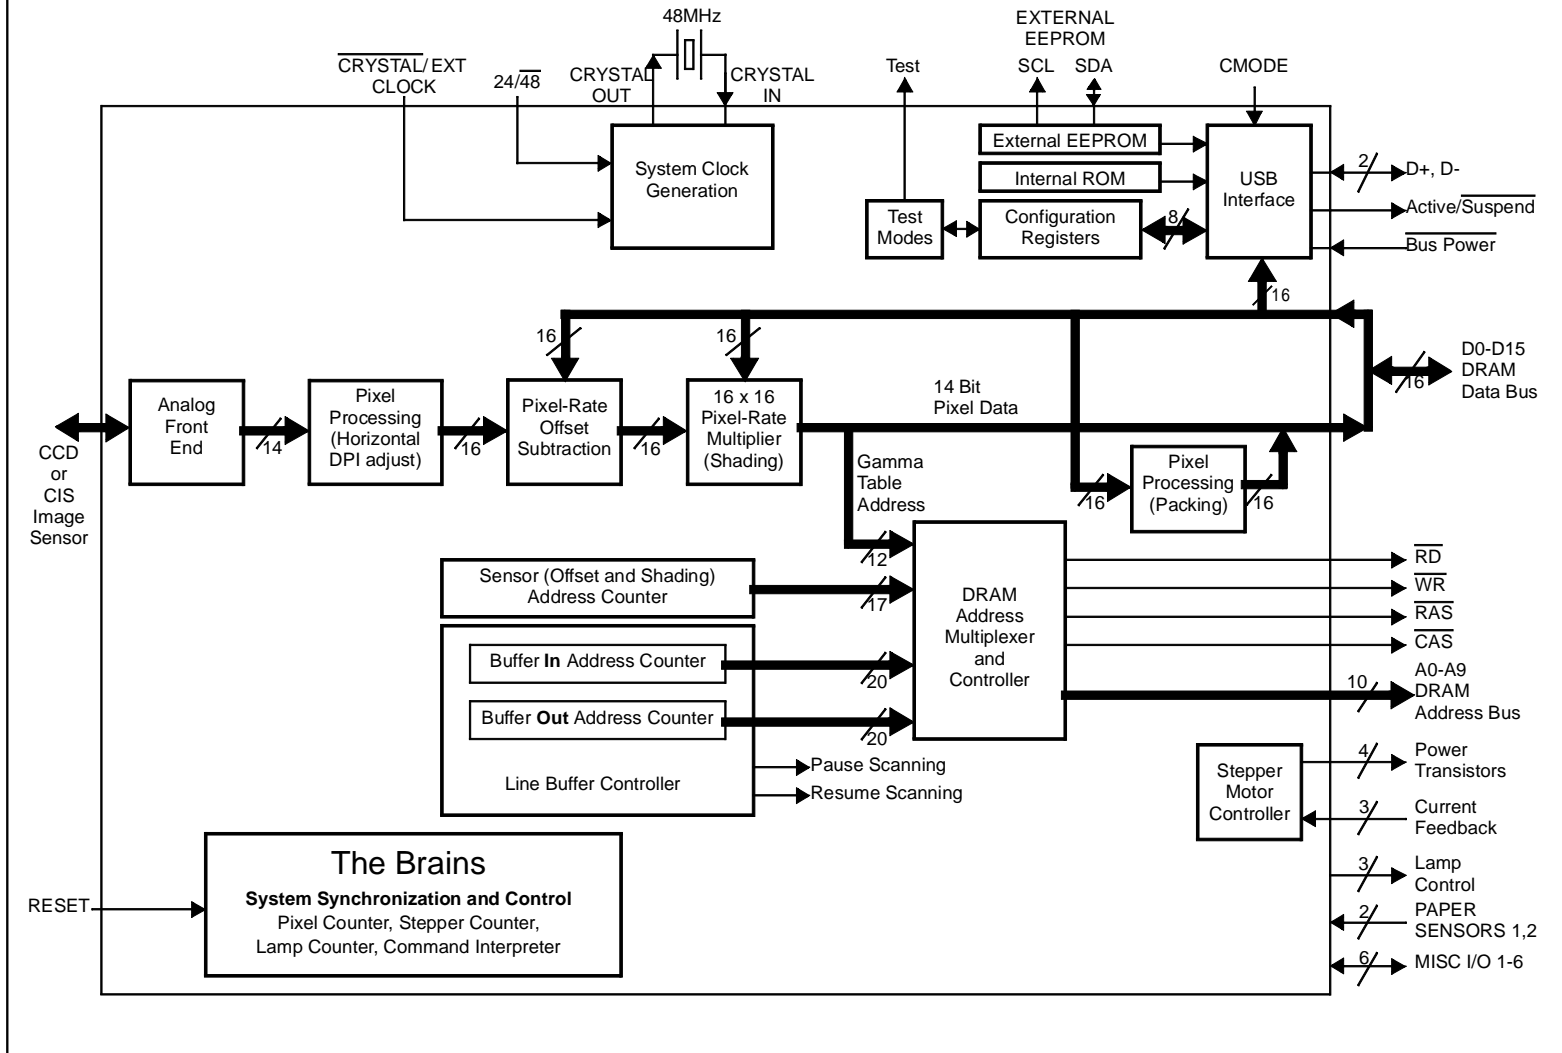 48MHz
EXTERNAL
EEPROM
CRYSTAL/EXT
CLOCK
24/48
CRYSTAL
OUT
CRYSTAL
IN
Test
SCL
SDA
CMODE
System Clock
Generation
External EEPROM
Internal ROM
Test
Modes
Configuration
Registers
8
USB
Interface
2
D+, D-
Active/Suspend
Bus Power
16
16
16
D0-D15
DRAM
Data Bus
16
CCD
or
CIS
Image
Sensor
Analog
Front
End
14
Pixel
Processing
(Horizontal
DPI adjust)
16
Pixel-Rate
Offset
Subtraction
16
16 x 16
Pixel-Rate
Multiplier
(Shading)
14 Bit
Pixel Data
Gamma
Table
Address
16
Pixel
Processing
(Packing)
16
12
Sensor (Offset and Shading)
Address Counter
17
DRAM
Address
Multiplexer
and
Controller
RD
WR
RAS
CAS
Buffer In Address Counter
20
Buffer Out Address Counter
20
10
A0-A9
DRAM
Address Bus
Line Buffer Controller
Pause Scanning
Resume Scanning
Stepper
Motor
Controller
4
Power
Transistors
3
Current
Feedback
RESET
The Brains
System Synchronization and Control
Pixel Counter, Stepper Counter,
Lamp Counter, Command Interpreter
3
Lamp
Control
2
PAPER
SENSORS 1,2
6
MISC I/O 1-6